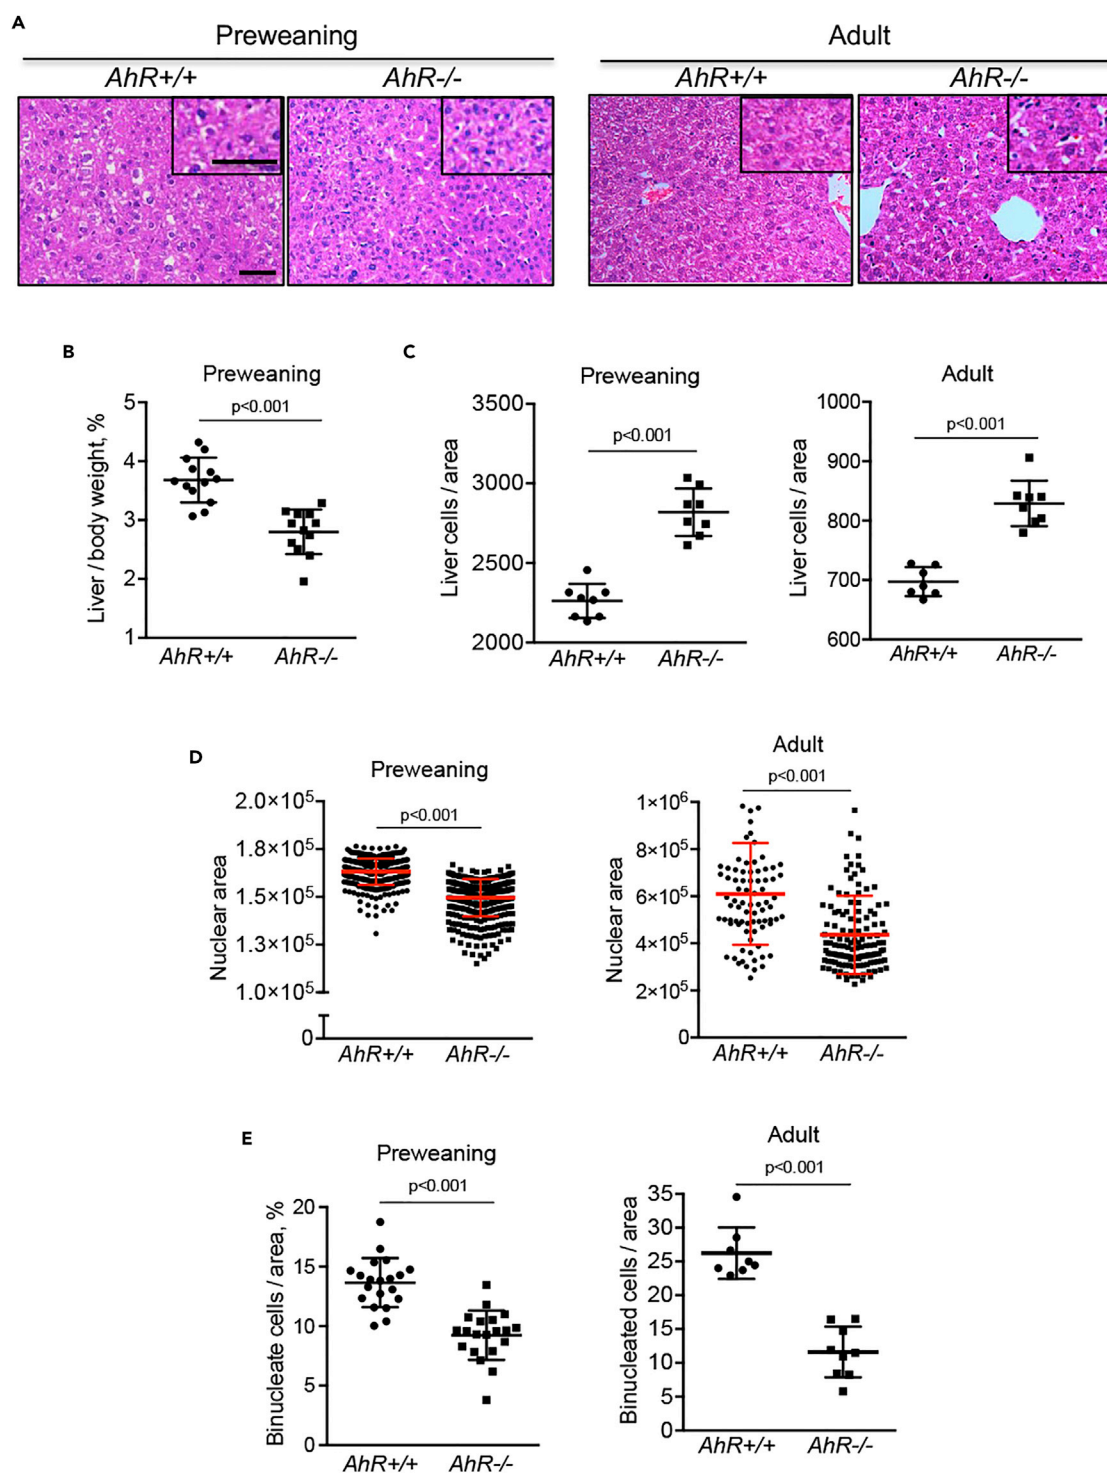 A
Preweaning
Adult
AhR+/+
AhR-/-
AhR+/+
AhR-/-
B
Preweaning
p<0.001
Liver / body weight, %
5
4
3
2
1
AhR+/+
AhR-/-
C
Preweaning
p<0.001
Liver cells / area
3500
3000
2500
2000
AhR+/+
AhR-/-
Adult
p<0.001
Liver cells / area
1000
900
800
700
600
AhR+/+
AhR-/-
D
Preweaning
p<0.001
Nuclear area
2.0×10⁵
1.8×10⁵
1.5×10⁵
1.3×10⁵
1.0×10⁵
0
AhR+/+
AhR-/-
Adult
p<0.001
Nuclear area
1×10⁶
8×10⁵
6×10⁵
4×10⁵
2×10⁵
0
AhR+/+
AhR-/-
E
Preweaning
p<0.001
Binucleate cells / area, %
20
15
10
5
0
AhR+/+
AhR-/-
Adult
p<0.001
Binucleated cells / area
35
30
25
20
15
10
5
0
AhR+/+
AhR-/-